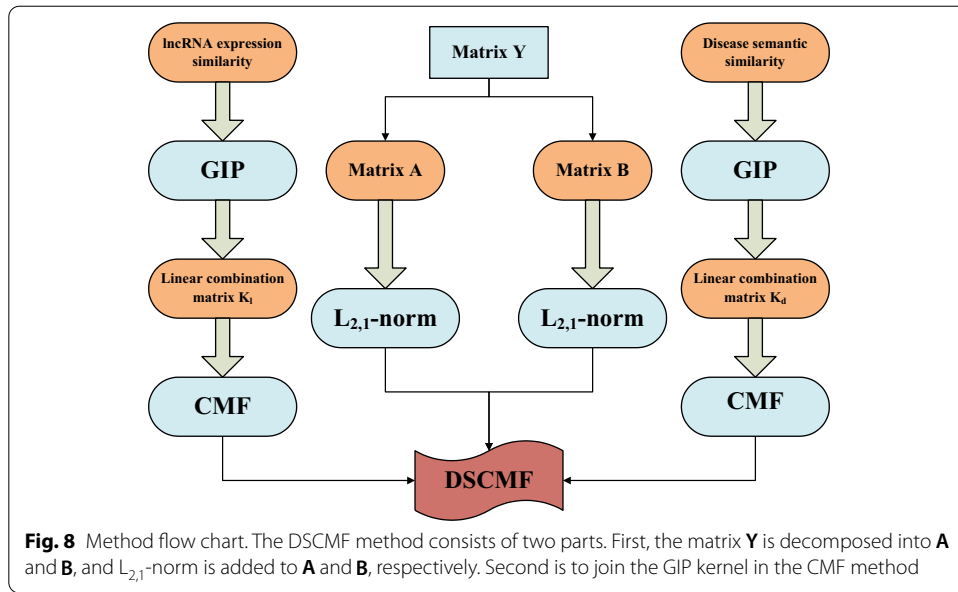 lncRNA expression
similarity
Matrix Y
Disease semantic
similarity
GIP
Matrix A
Matrix B
GIP
Linear combination
matrix Kl
L2,1-norm
L2,1-norm
Linear combination
matrix Kd
CMF
CMF
DSCMF
Fig. 8 Method flow chart. The DSCMF method consists of two parts. First, the matrix Y is decomposed into A
and B, and L2,1-norm is added to A and B, respectively. Second is to join the GIP kernel in the CMF method